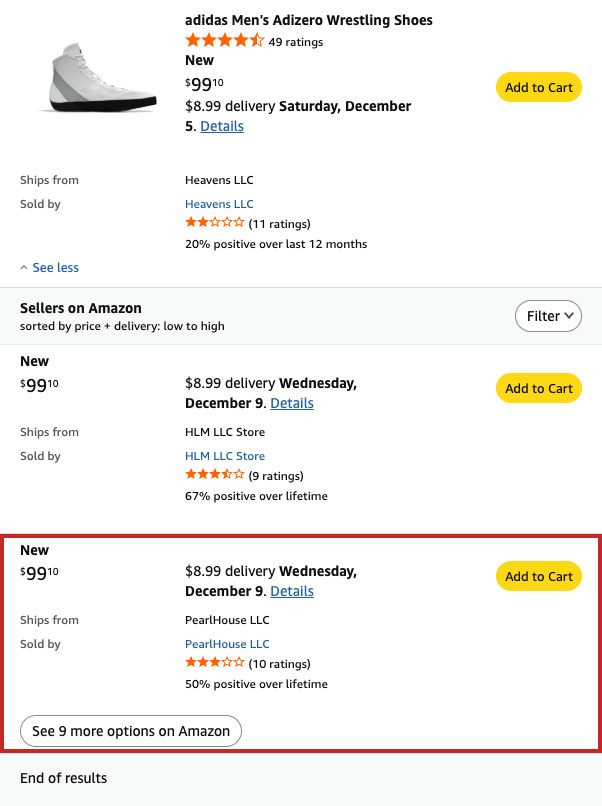 adidas Men's Adizero Wrestling Shoes
49 ratings
New
$9910
$8.99 delivery Saturday, December
5. Details
Add to Cart
Ships from Heavens LLC
Sold by Heavens LLC
(11 ratings)
20% positive over last 12 months
See less
Sellers on Amazon
sorted by price + delivery: low to high
Filter
New
$9910
$8.99 delivery Wednesday,
December 9. Details
Add to Cart
Ships from HLM LLC Store
Sold by HLM LLC Store
(9 ratings)
67% positive over lifetime
New
$9910
$8.99 delivery Wednesday,
December 9. Details
Add to Cart
Ships from PearlHouse LLC
Sold by PearlHouse LLC
(10 ratings)
50% positive over lifetime
See 9 more options on Amazon
End of results